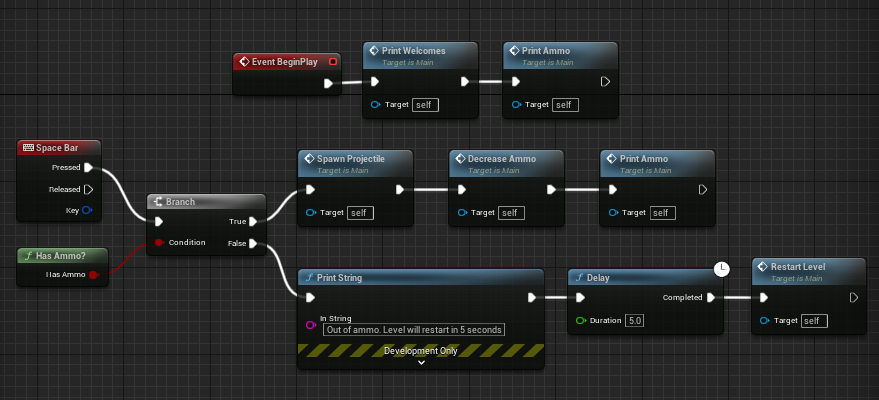 Event BeginPlay
Print Welcomes
Target is Main
Target self
Print Ammo
Target is Main
Target self
Space Bar
Pressed
Released
Key
Has Ammo?
Has Ammo
Branch
Condition
True
False
Spawn Projectile
Target is Main
Target self
Decrease Ammo
Target is Main
Target self
Print Ammo
Target is Main
Target self
Print String
In String
Out of ammo. Level will restart in 5 seconds
Development Only
Delay
Completed
Duration 5.0
Restart Level
Target is Main
Target self